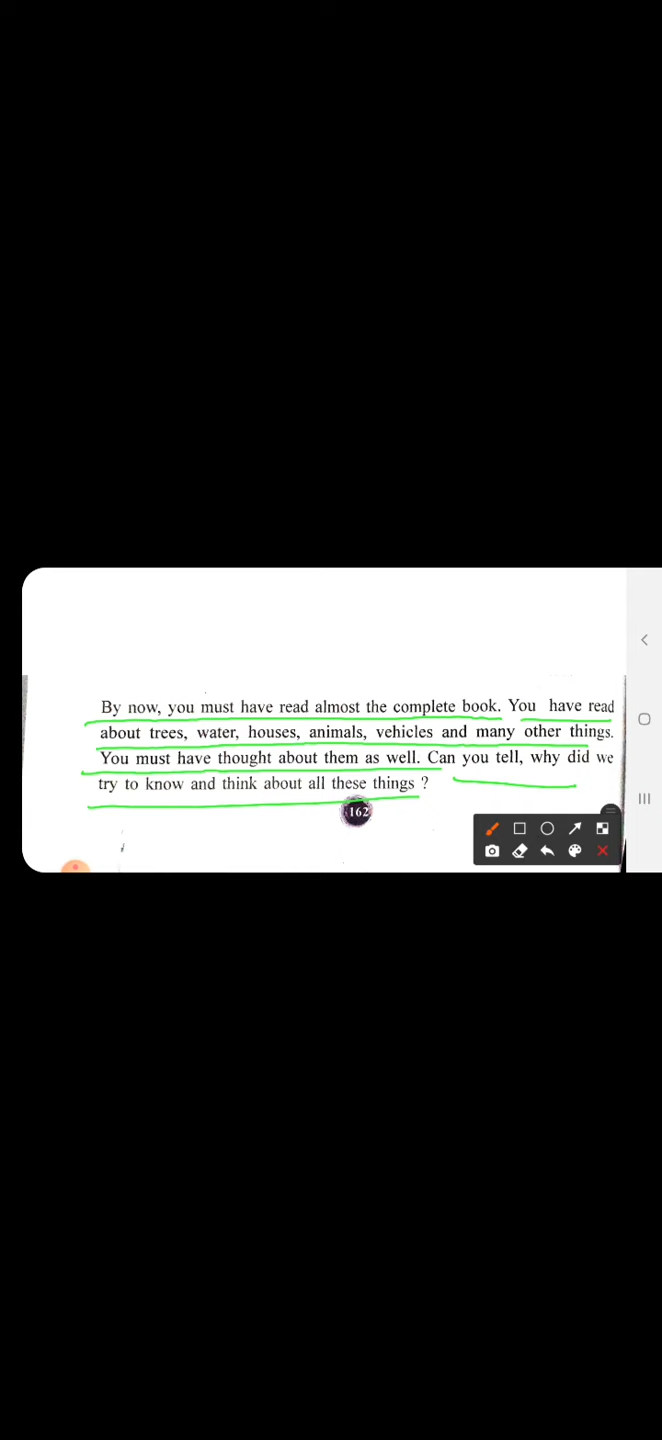 By now, you must have read almost the complete book. You have read
about trees, water, houses, animals, vehicles and many other things.
You must have thought about them as well. Can you tell, why did we
try to know and think about all these things ?
162